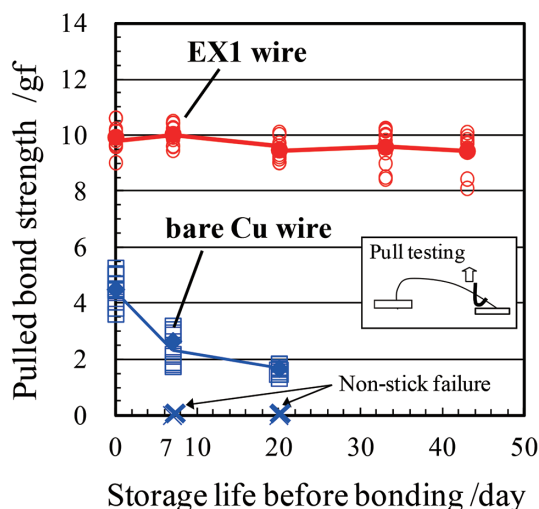 14
12
10
8
6
4
2
0
Pulled bond strength /gf
EX1 wire
bare Cu wire
Pull testing
Non-stick failure
0 7 10 20 30 40 50
Storage life before bonding /day